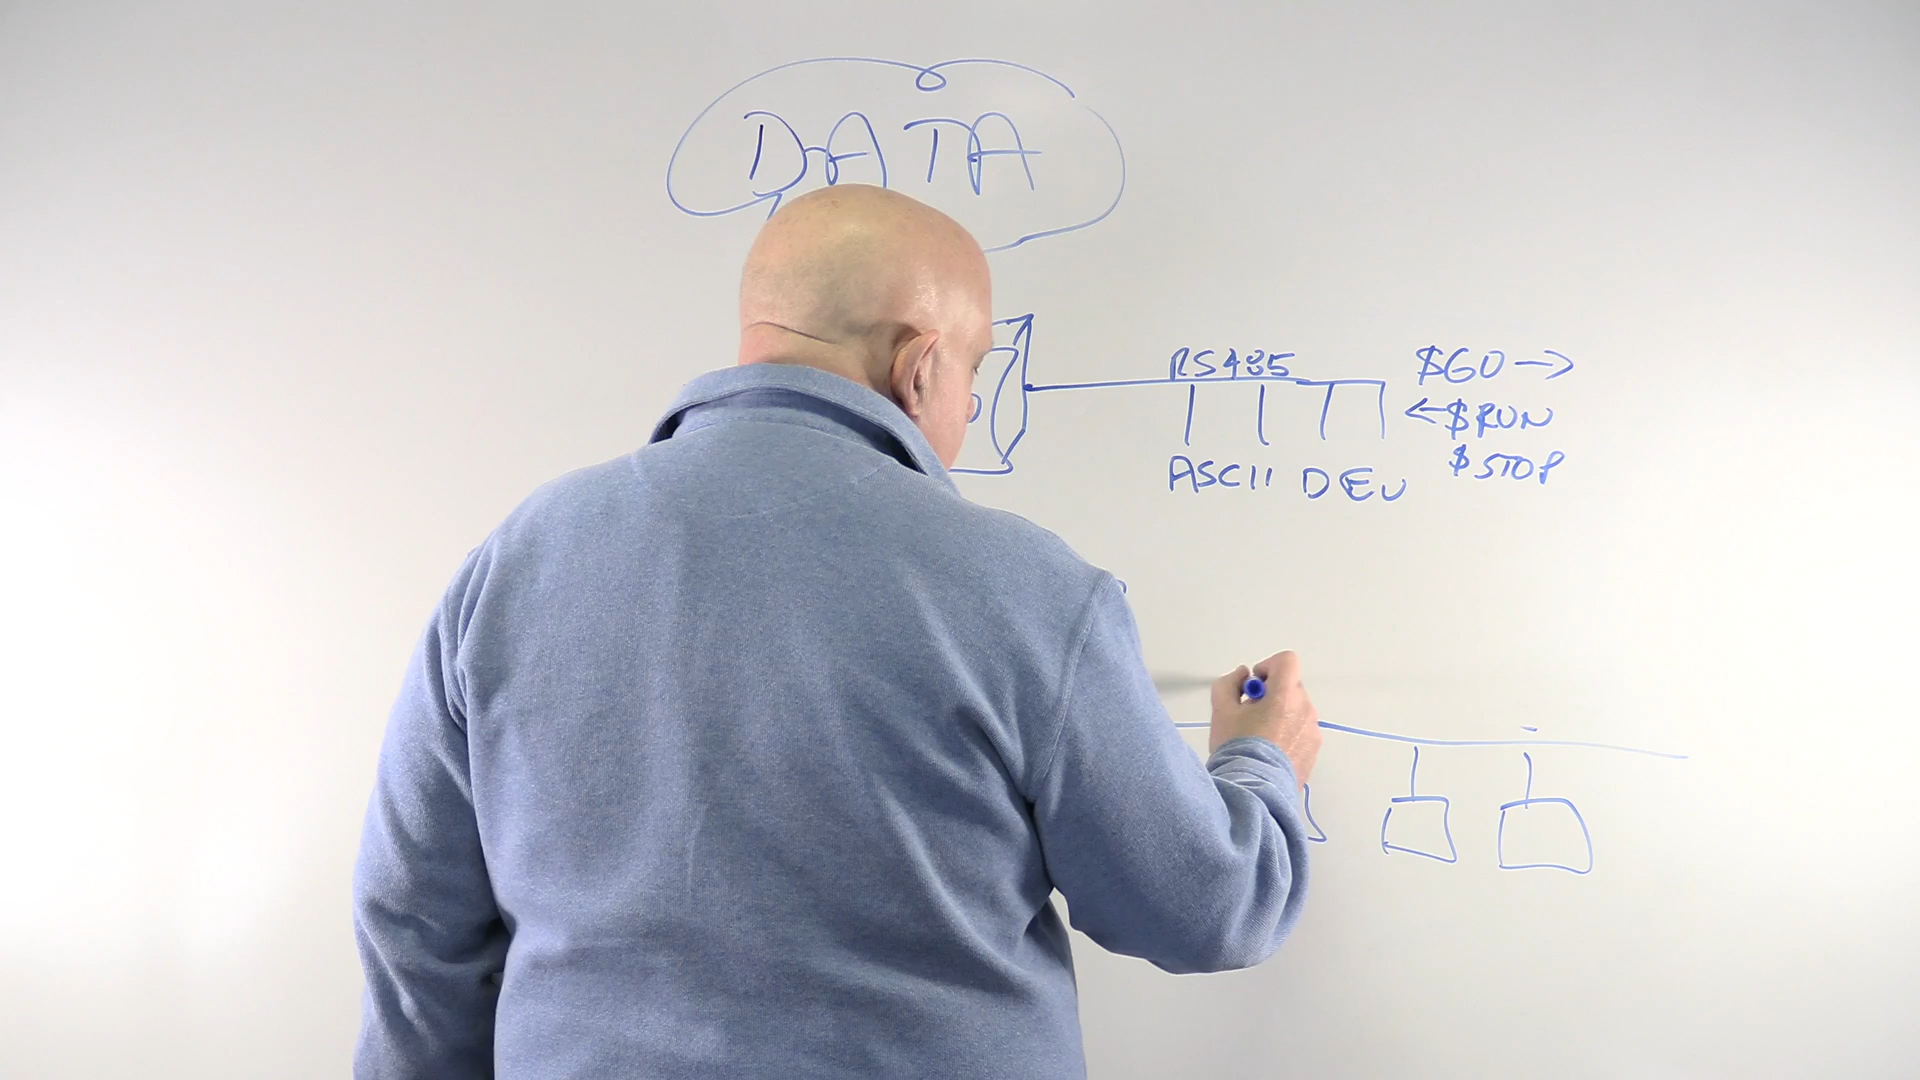 DATA
RS485
$GO →
← $RUN
$STOP
ASCII DEV